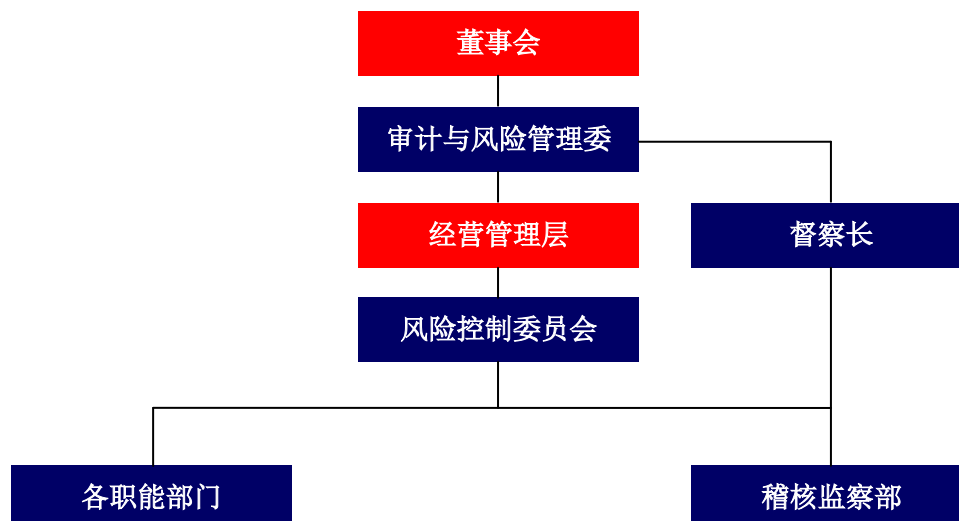 董事会
审计与风险管理委
经营管理层
督察长
风险控制委员会
各职能部门
稽核监察部